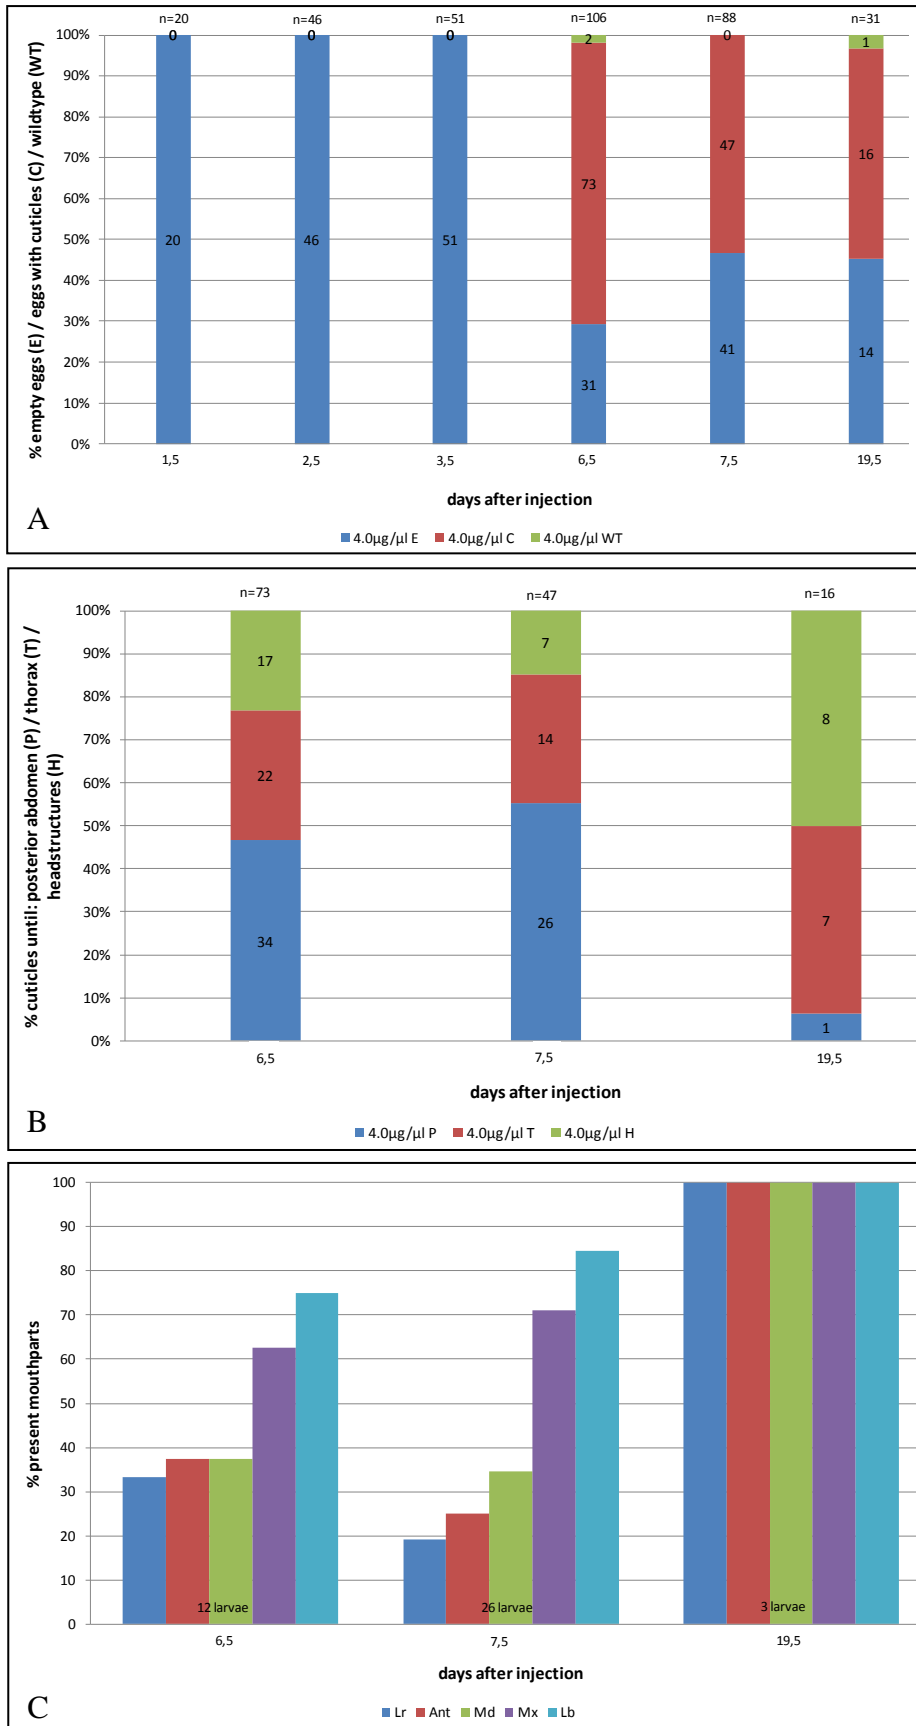 n=20 n=46 n=51 n=106 n=88 n=31
100%
90%
80%
70%
60%
50%
40%
30%
20%
10%
0%
% empty eggs (E) / eggs with cuticles (C) / wildtype (WT)
0 0 0 2 0 1
73 47 16
20 46 51 31 41 14
1,5 2,5 3,5 6,5 7,5 19,5
days after injection
A
4.0µg/µl E 4.0µg/µl C 4.0µg/µl WT
n=73 n=47 n=16
100%
90%
80%
70%
60%
50%
40%
30%
20%
10%
0%
% cuticles until: posterior abdomen (P) / thorax (T) /
headstructures (H)
17 7 8
22 14 7
34 26 1
6,5 7,5 19,5
days after injection
B
4.0µg/µl P 4.0µg/µl T 4.0µg/µl H
100
90
80
70
60
50
40
30
20
10
0
% present mouthparts
12 larvae 26 larvae 3 larvae
6,5 7,5 19,5
days after injection
C
Lr Ant Md Mx Lb